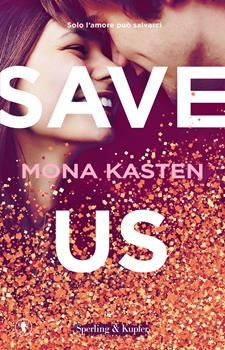 Solo l'amore può salvarci
SAVE
MONA KASTEN
US
Sperling & Kupfer